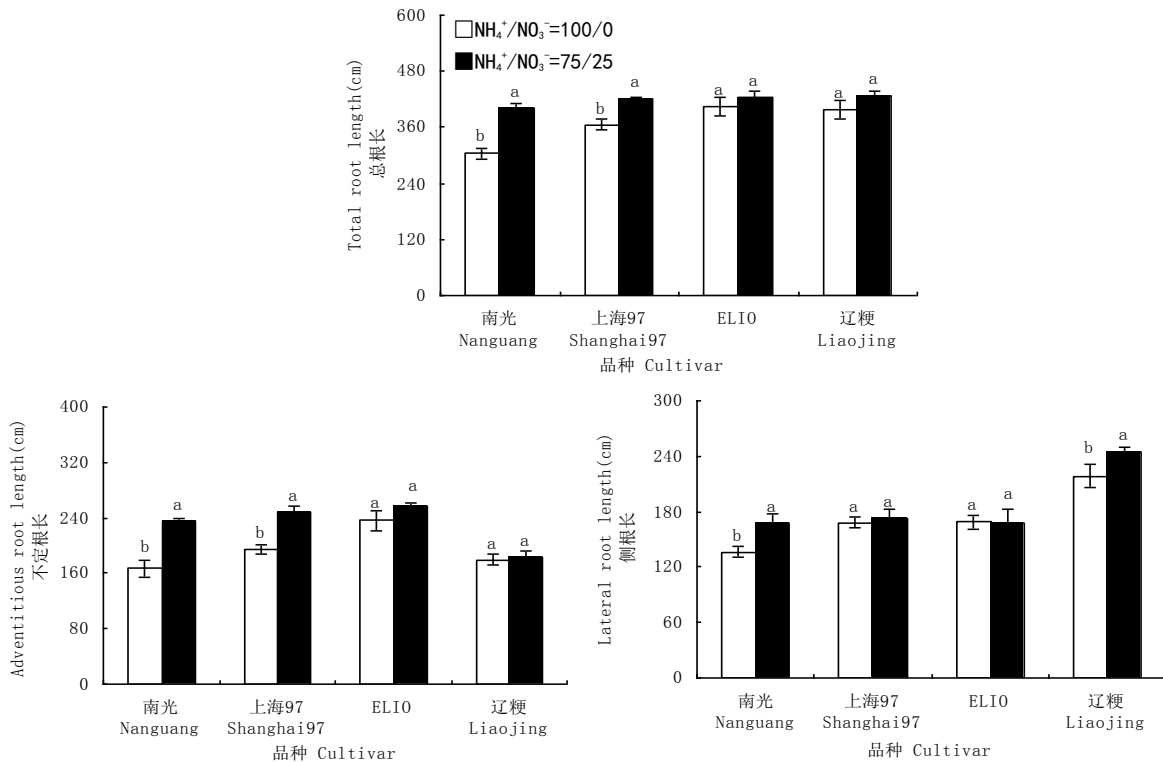 600
480
360
240
120
0
Total root length(cm)
总根长
NH₄⁺/NO₃⁻=100/0
NH₄⁺/NO₃⁻=75/25
b
a
b
a
a
a
a
a
南光
Nanguang
上海97
Shanghai97
ELIO
辽粳
Liaojing
品种 Cultivar
400
320
240
160
80
0
Adventitious root length(cm)
不定根长
b
a
b
a
a
a
a
a
南光
Nanguang
上海97
Shanghai97
ELIO
辽粳
Liaojing
品种 Cultivar
300
240
180
120
60
0
Lateral root length(cm)
侧根长
b
a
a
a
a
a
b
a
南光
Nanguang
上海97
Shanghai97
ELIO
辽粳
Liaojing
品种 Cultivar